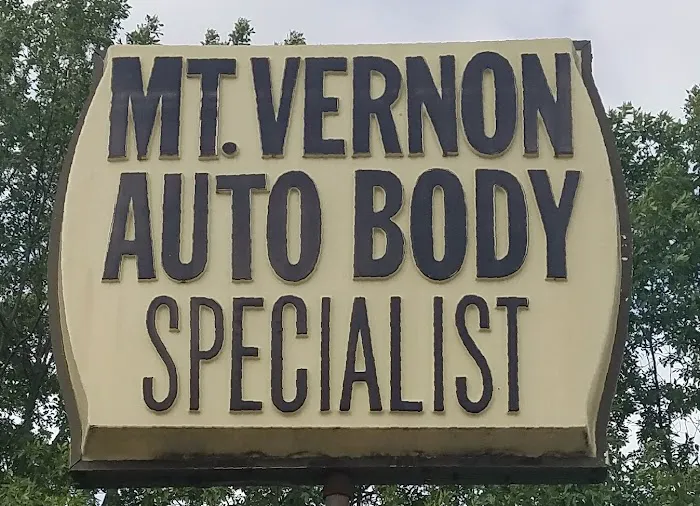 MT. VERNON
AUTO BODY
SPECIALIST